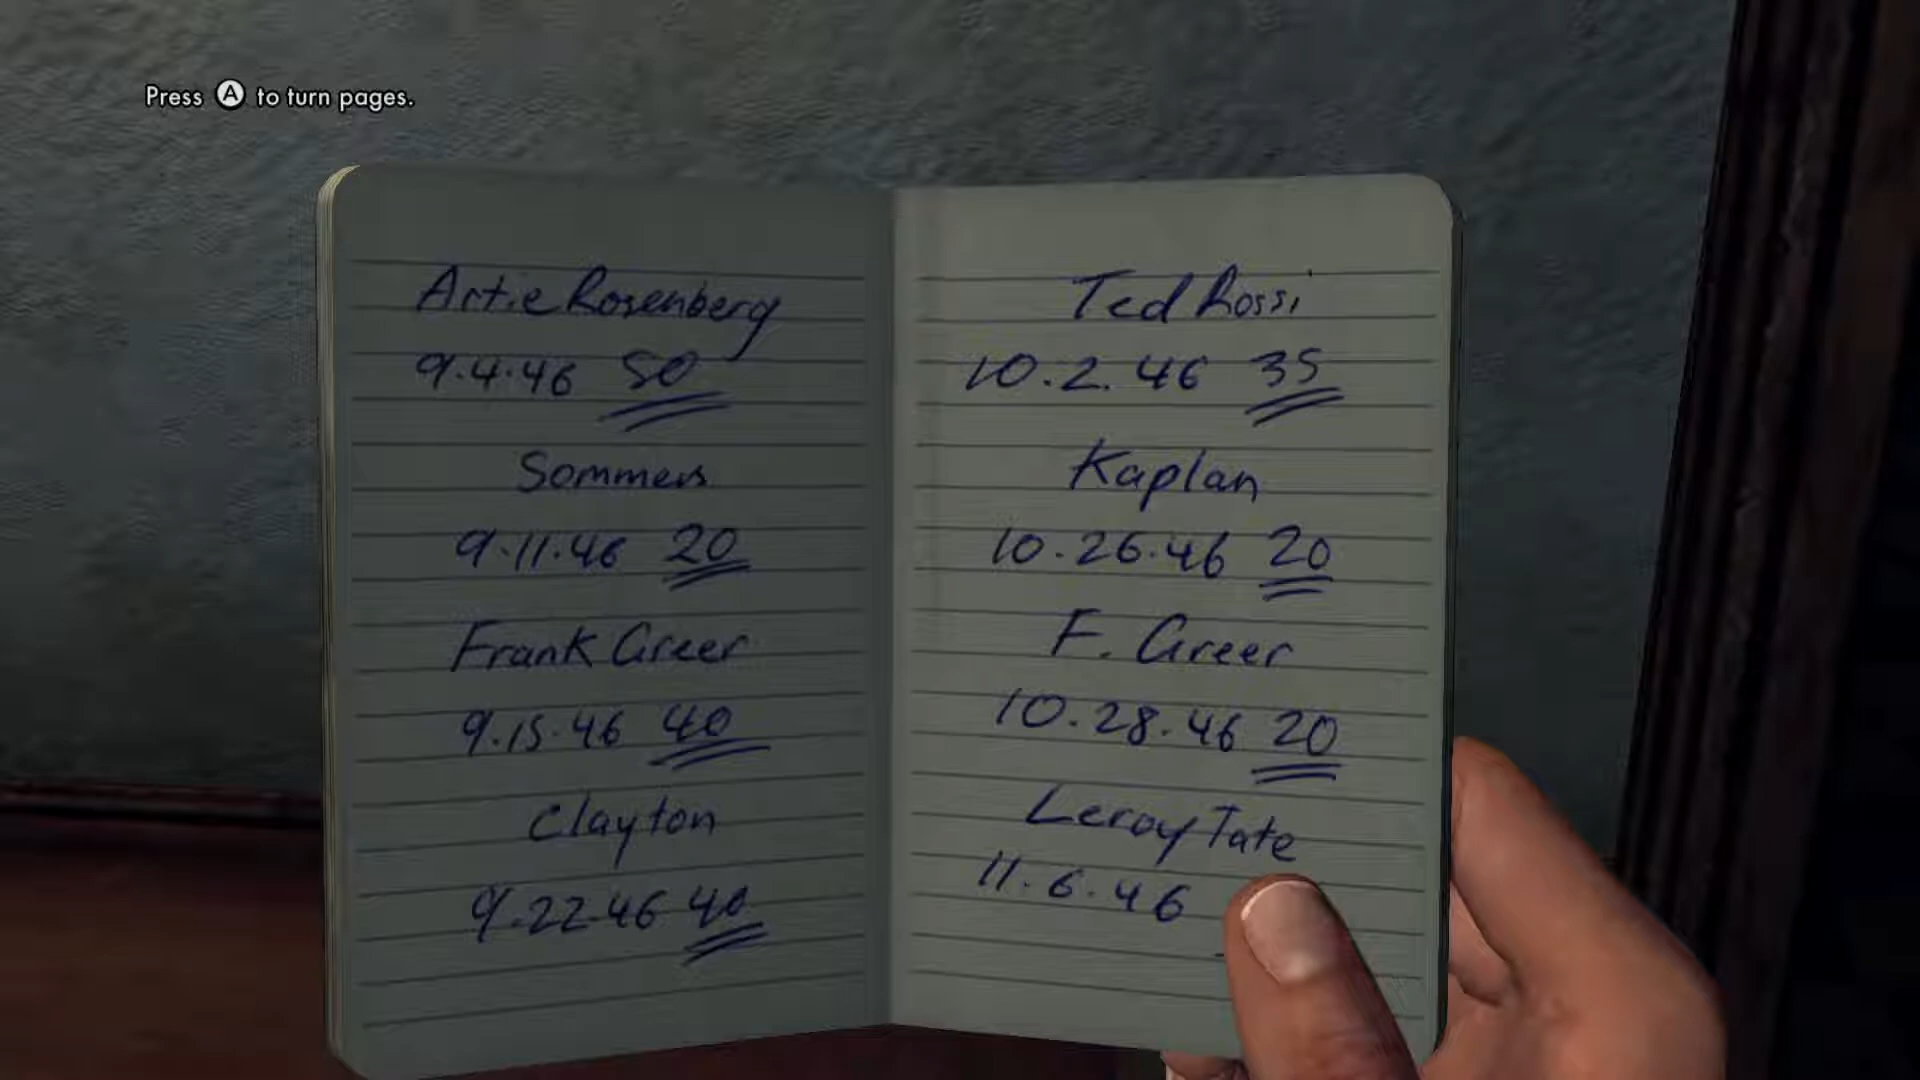 Press A to turn pages.
Artie Rosenberg
9.4.46 50
Sommers
9.11.46 20
Frank Greer
9.15.46 40
Clayton
9.22.46 40
Ted Rossi
10.2.46 35
Kaplan
10.26.46 20
F. Greer
10.28.46 20
Leroy Tate
11.6.46